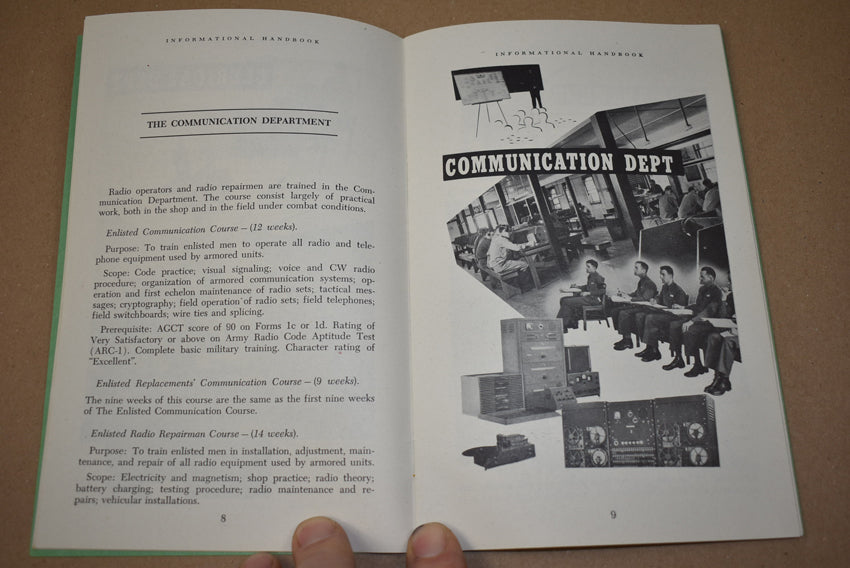 INFORMATIONAL HANDBOOK
THE COMMUNICATION DEPARTMENT
Radio operators and radio repairmen are trained in the Com-
munication Department. The course consist largely of practical
work, both in the shop and in the field under combat conditions.
Enlisted Communication Course — (12 weeks).
Purpose: To train enlisted men to operate all radio and tele-
phone equipment used by armored units.
Scope: Code practice; visual signaling; voice and CW radio
procedure; organization of armored communication systems; op-
eration and first echelon maintenance of radio sets; tactical mes-
sages; cryptography; field operation of radio sets; field telephones;
field switchboards; wire ties and splicing.
Prerequisite: AGCT score of 90 on Forms 1c or 1d. Rating of
Very Satisfactory or above on Army Radio Code Aptitude Test
(ARC-1). Complete basic military training. Character rating of
"Excellent".
Enlisted Replacements' Communication Course — (9 weeks).
The nine weeks of this course are the same as the first nine weeks
of The Enlisted Communication Course.
Enlisted Radio Repairman Course — (14 weeks).
Purpose: To train enlisted men in installation, adjustment, main-
tenance, and repair of all radio equipment used by armored units.
Scope: Electricity and magnetism; shop practice; radio theory;
battery charging; testing procedure; radio maintenance and re-
pairs; vehicular installations.
8
INFORMATIONAL HANDBOOK
COMMUNICATION DEPT
9